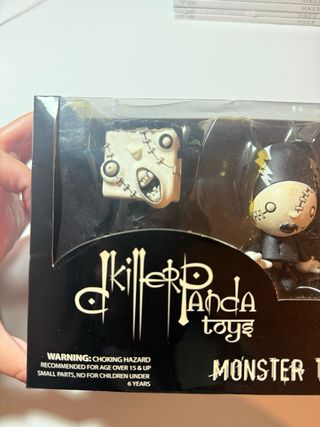 dkillerPanda
toys
WARNING: CHOKING HAZARD
RECOMMENDED FOR AGE OVER 15 & UP
SMALL PARTS, NO FOR CHILDREN UNDER
6 YEARS
MONSTER